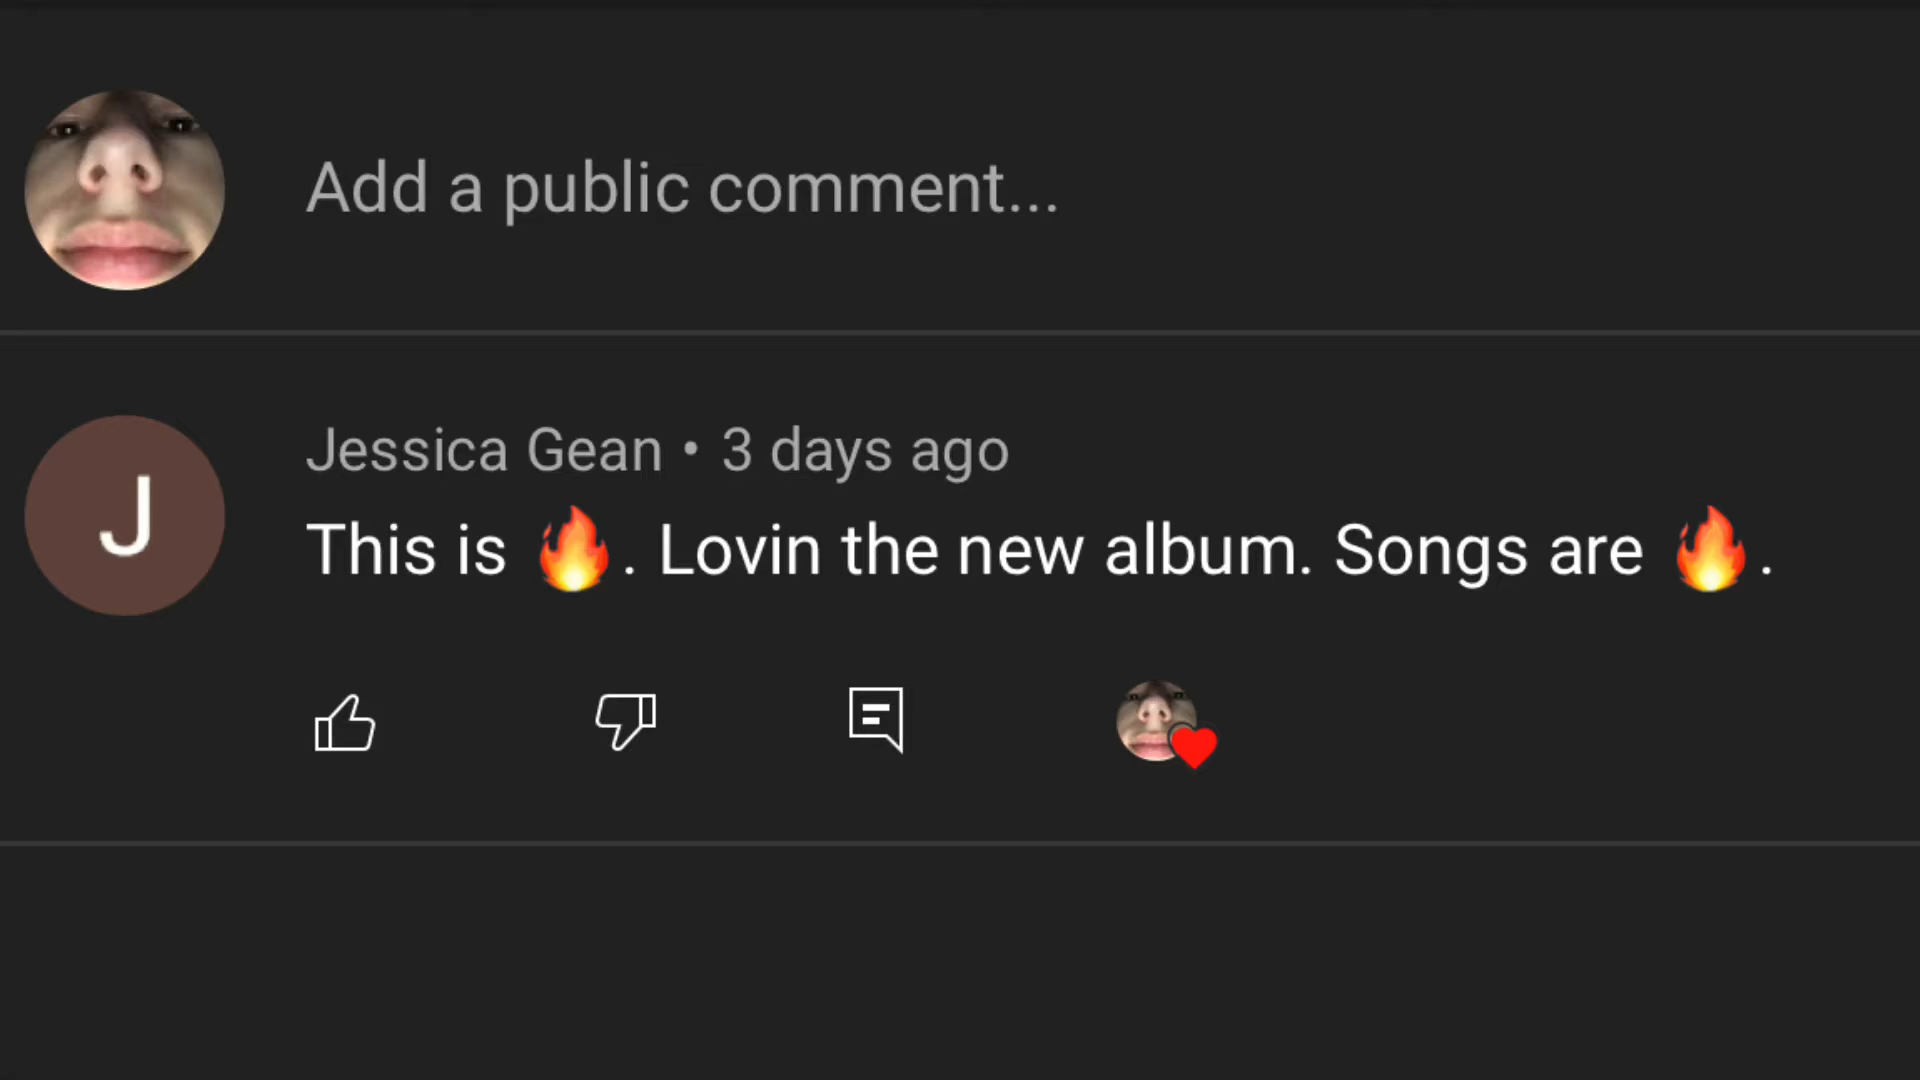 Add a public comment...
Jessica Gean • 3 days ago
J
This is 🔥. Lovin the new album. Songs are 🔥.